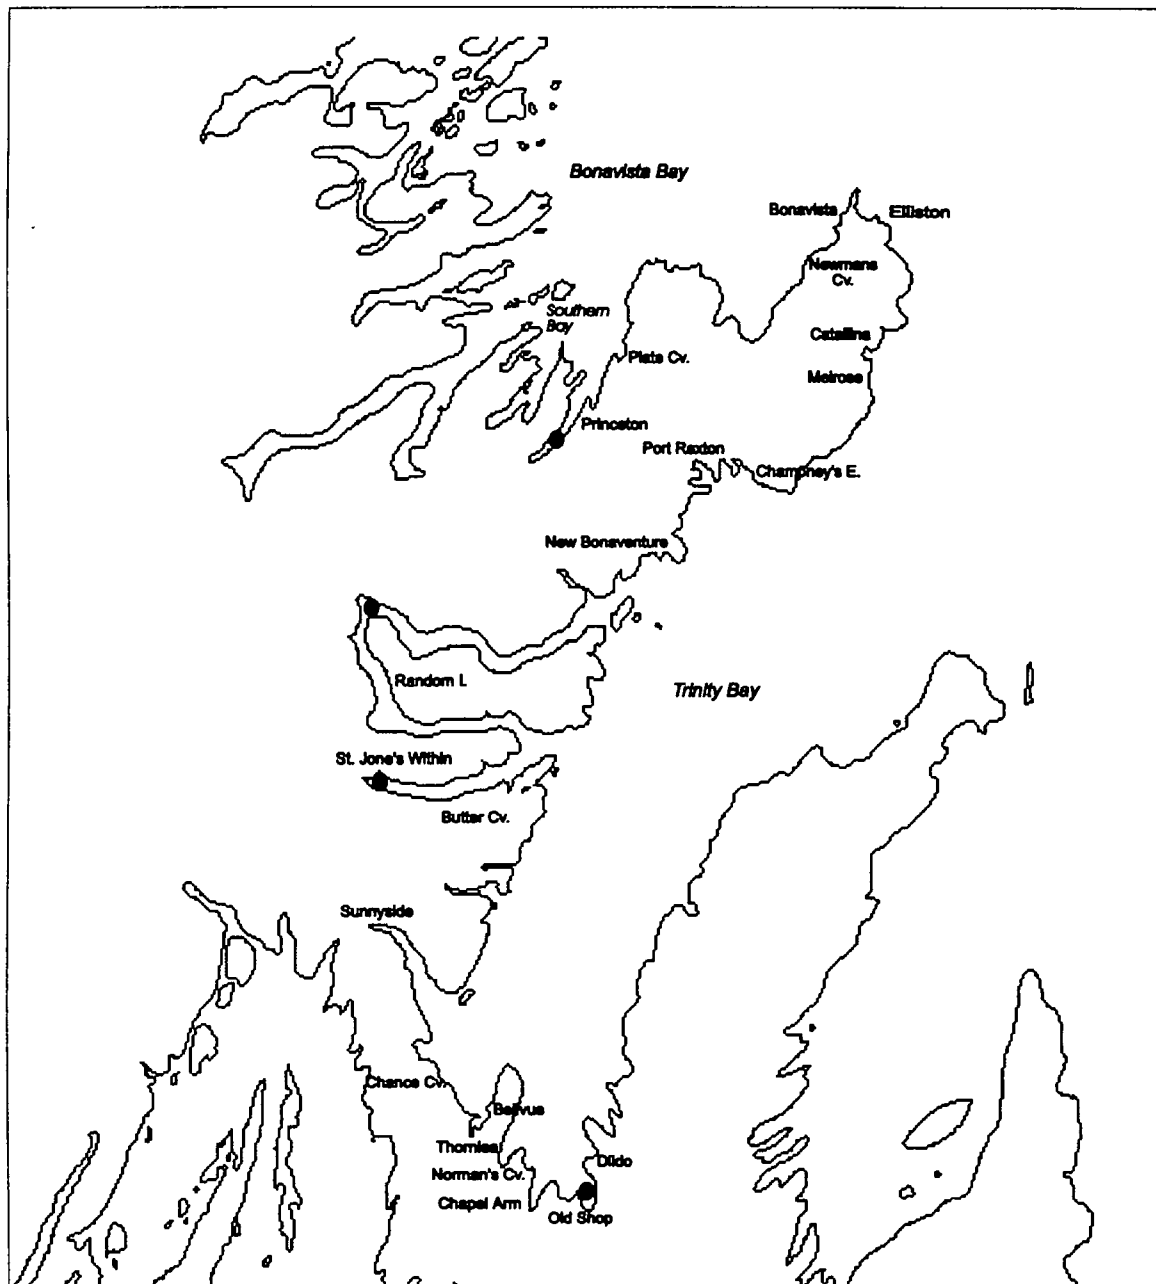 Bonavista Bay
Bonavista
Elliston
Newmans
Cv.
Southern
Bay
Catalina
Plate Cv.
Melrose
Princeton
Port Rexton
Champney's E.
New Bonaventure
Random I.
Trinity Bay
St. Jone's Within
Butter Cv.
Sunnyside
Chance Cv.
Bellvue
Thornlea
Dildo
Norman's Cv.
Chapel Arm
Old Shop